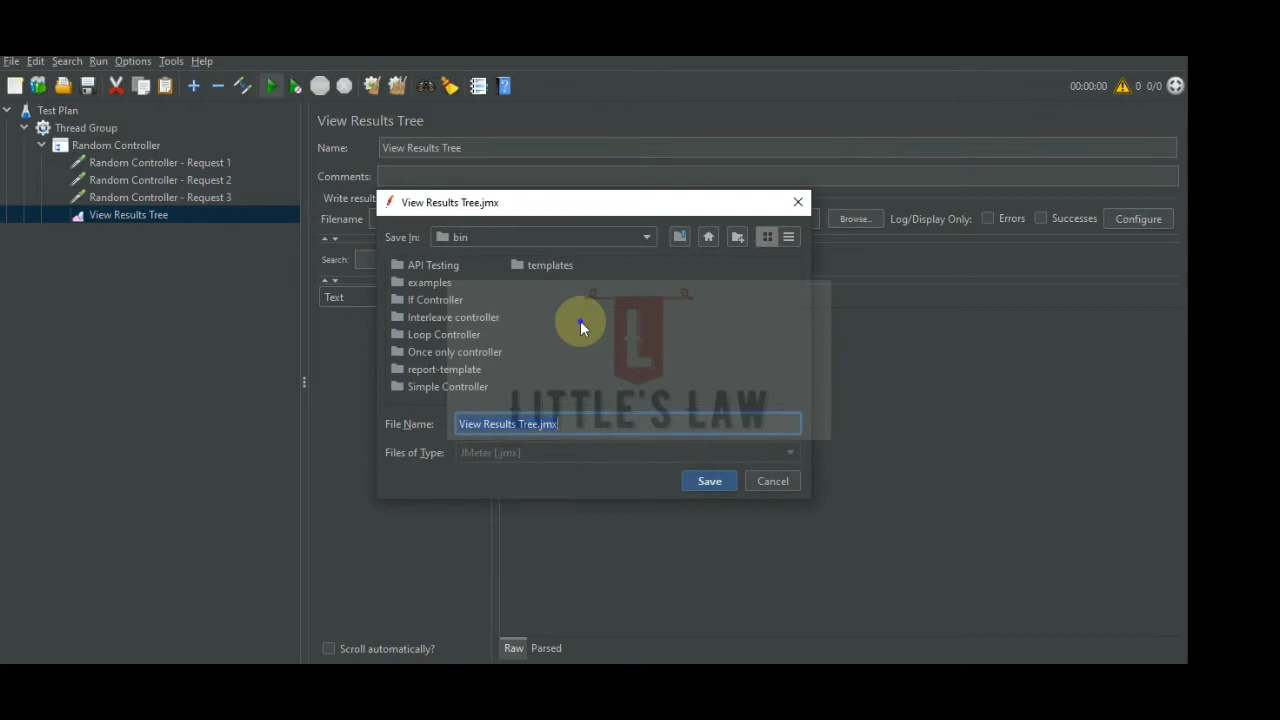 File Edit Search Run Options Tools Help
00:00:00 0 0/0
Test Plan
Thread Group
Random Controller
Random Controller - Request 1
Random Controller - Request 2
Random Controller - Request 3
View Results Tree
View Results Tree
Name: View Results Tree
Comments:
Write result
Filename Browse... Log/Display Only: Errors Successes Configure
Search:
Text
View Results Tree.jmx
Save In: bin
API Testing templates
examples
If Controller
Interleave controller
Loop Controller
Once only controller
report-template
Simple Controller
L
LITTLE'S LAW
File Name: View Results Tree.jmx
Files of Type: JMeter [.jmx]
Save Cancel
Scroll automatically? Raw Parsed